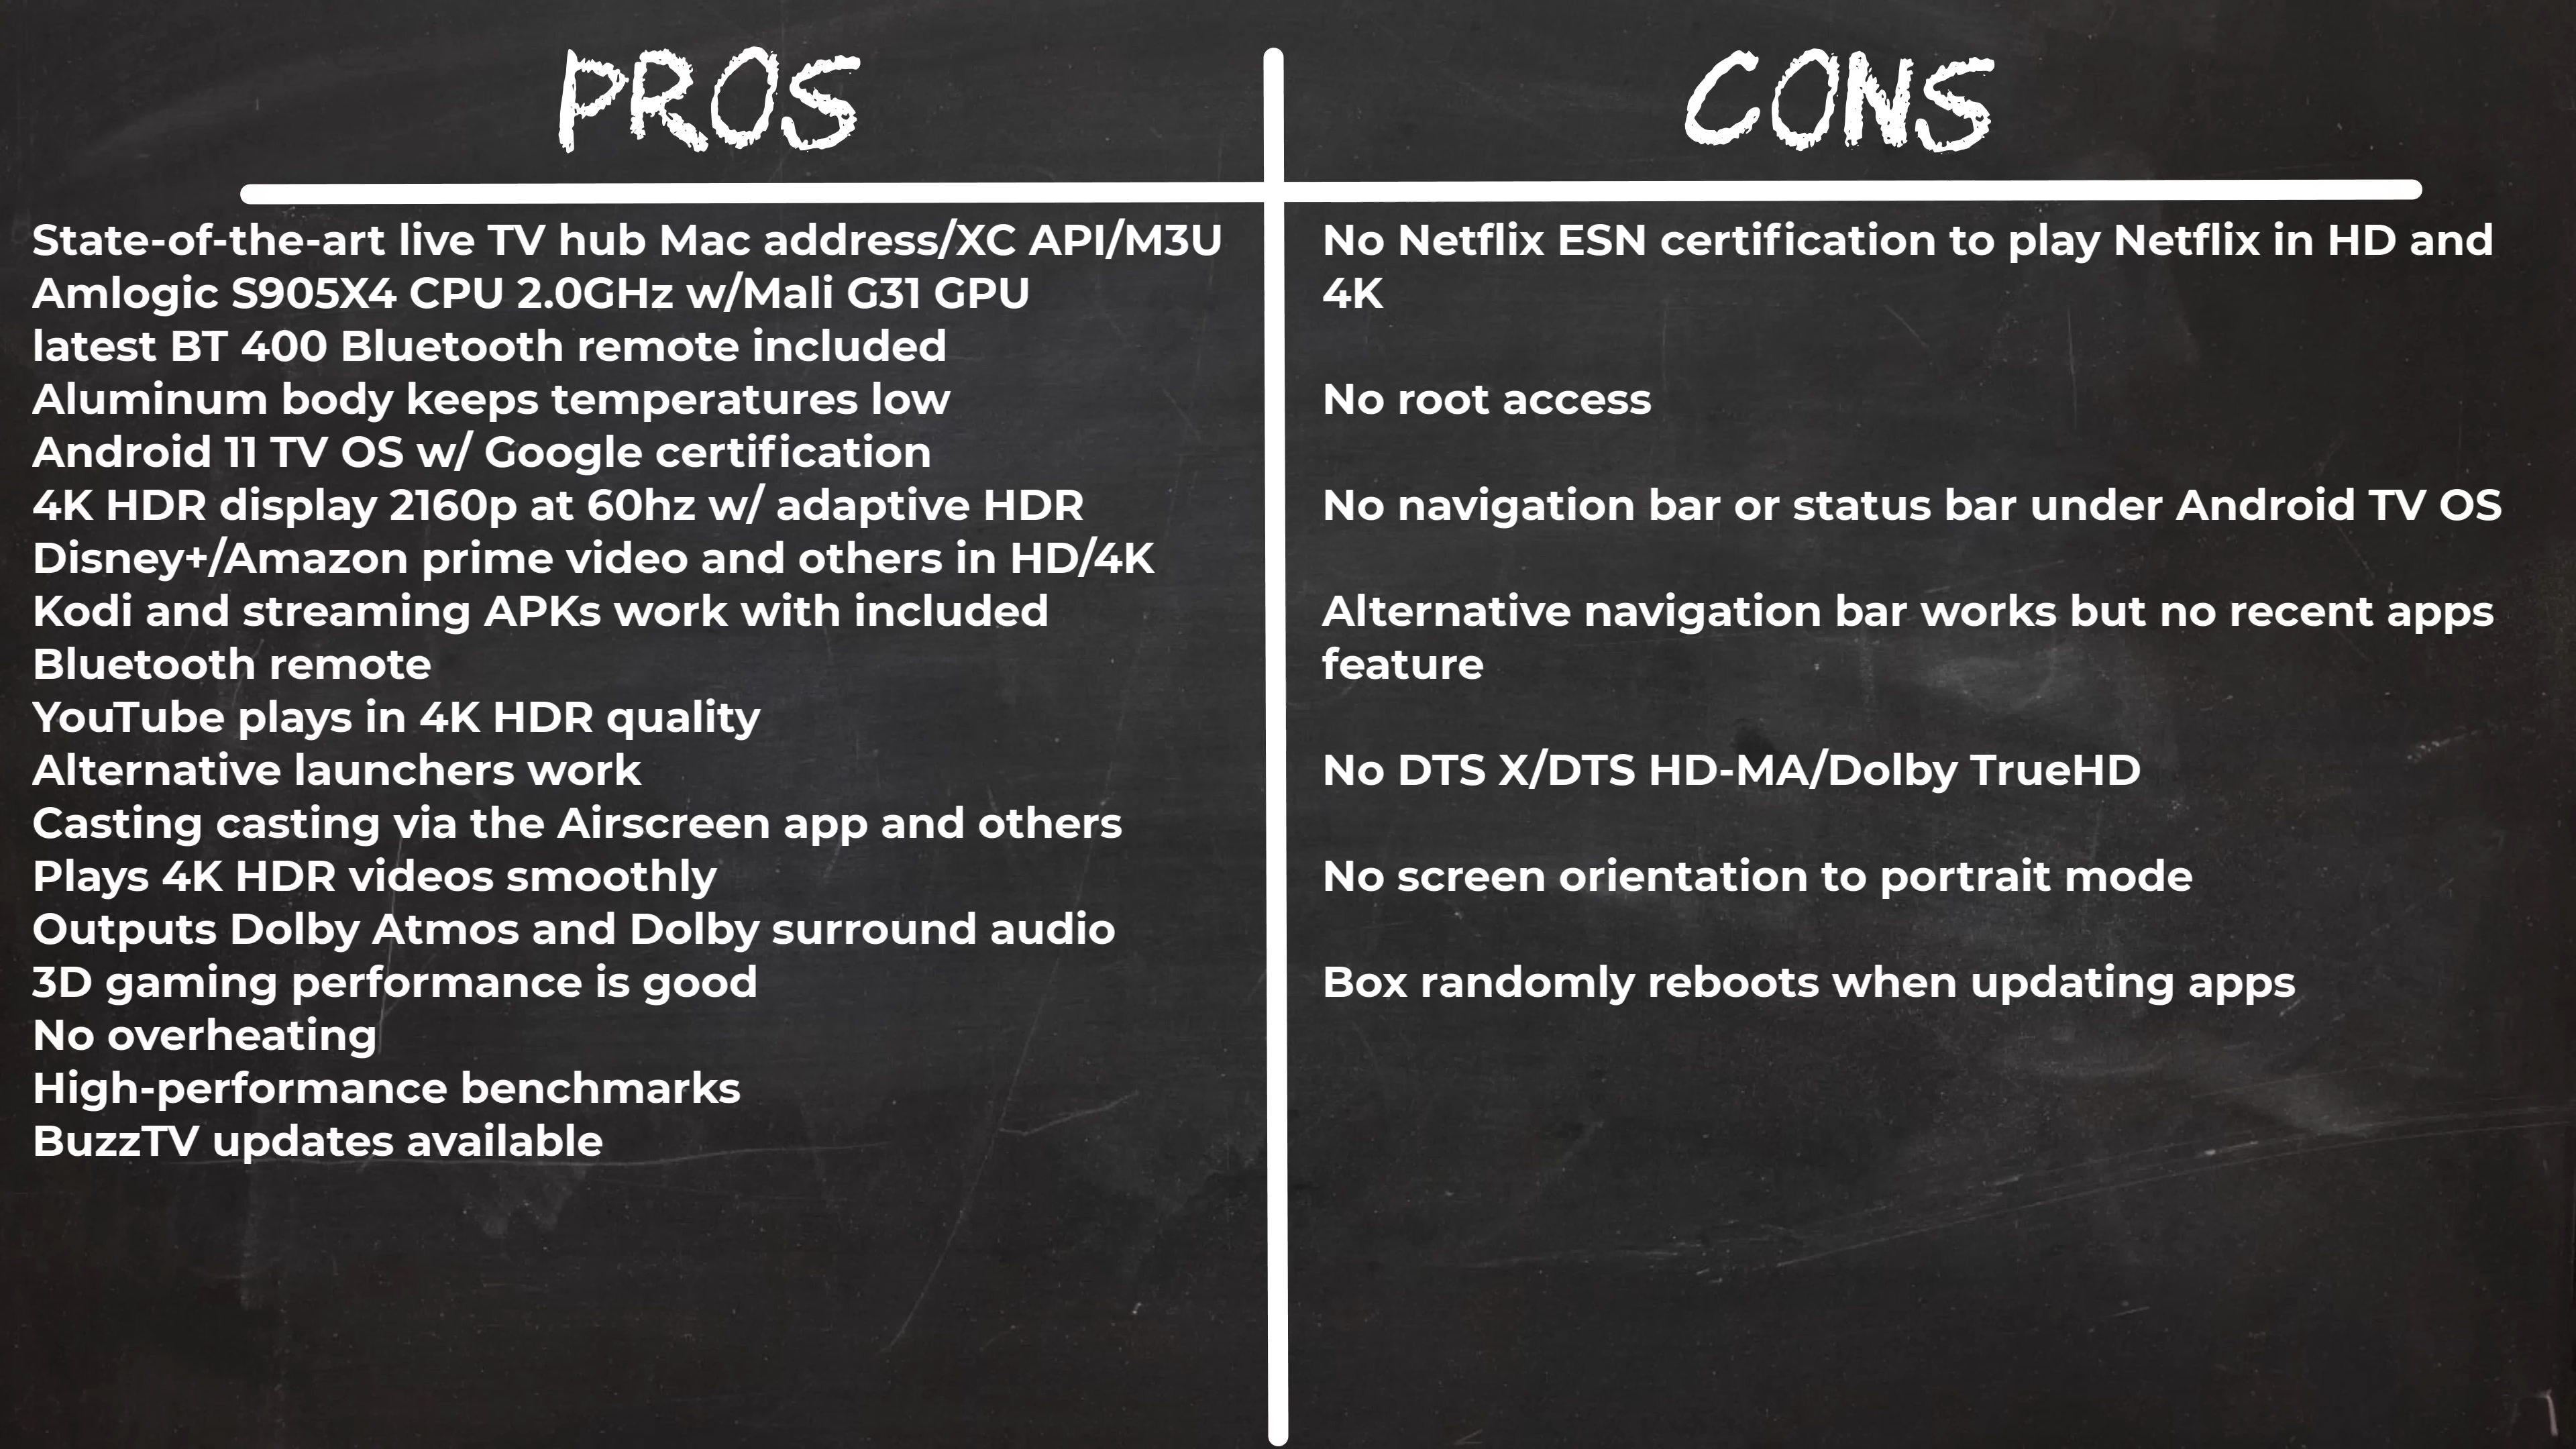 PROS
State-of-the-art live TV hub Mac address/XC API/M3U
Amlogic S905X4 CPU 2.0GHz w/Mali G31 GPU
latest BT 400 Bluetooth remote included
Aluminum body keeps temperatures low
Android 11 TV OS w/ Google certification
4K HDR display 2160p at 60hz w/ adaptive HDR
Disney+/Amazon prime video and others in HD/4K
Kodi and streaming APKs work with included
Bluetooth remote
YouTube plays in 4K HDR quality
Alternative launchers work
Casting casting via the Airscreen app and others
Plays 4K HDR videos smoothly
Outputs Dolby Atmos and Dolby surround audio
3D gaming performance is good
No overheating
High-performance benchmarks
BuzzTV updates available
CONS
No Netflix ESN certification to play Netflix in HD and
4K
No root access
No navigation bar or status bar under Android TV OS
Alternative navigation bar works but no recent apps
feature
No DTS X/DTS HD-MA/Dolby TrueHD
No screen orientation to portrait mode
Box randomly reboots when updating apps